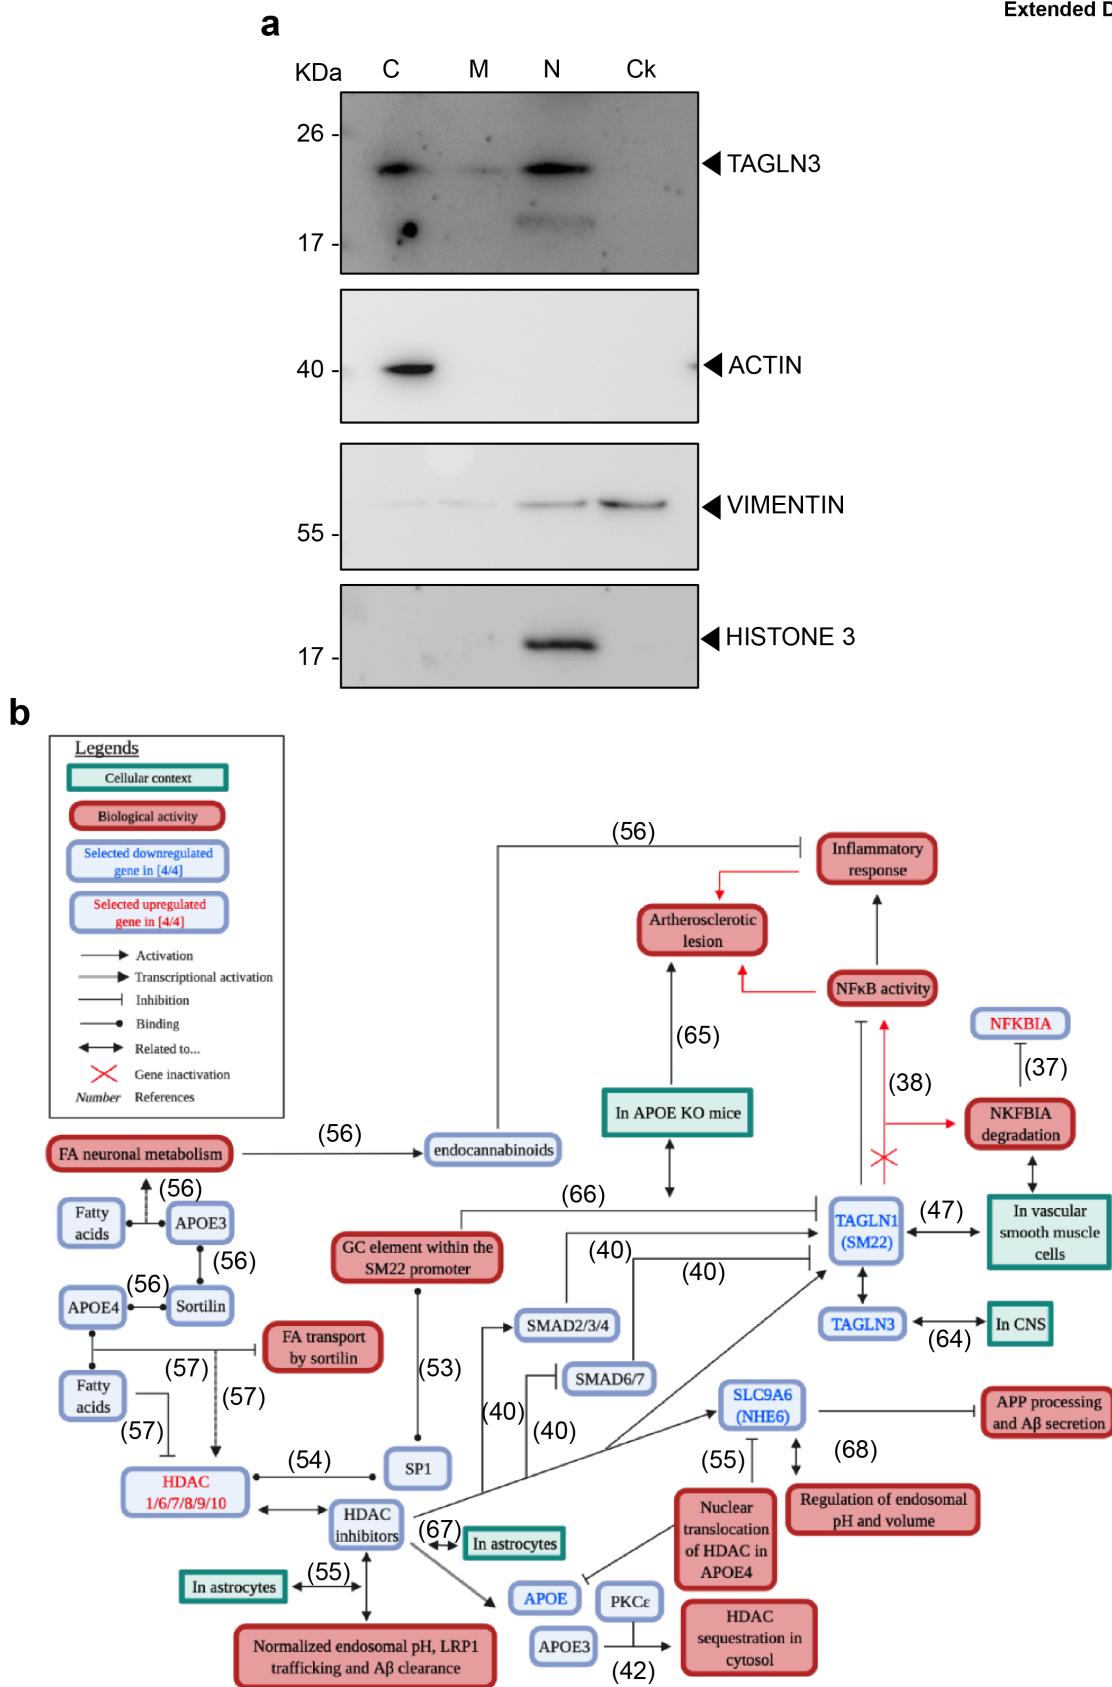 Extended D
a
KDa
C
M
N
Ck
26 -
TAGLN3
17 -
40 -
ACTIN
VIMENTIN
55 -
HISTONE 3
17 -
b
Legends
Cellular context
Biological activity
Selected downregulated
gene in [4/4]
Selected upregulated
gene in [4/4]
Activation
Transcriptional activation
Inhibition
Binding
Related to...
Gene inactivation
Number
References
(56)
Inflammatory
response
Artherosclerotic
lesion
NFκB activity
NFKBIA
(65)
(38)
(37)
In APOE KO mice
NKFBIA
degradation
FA neuronal metabolism
(56)
endocannabinoids
(56)
Fatty
acids
APOE3
(66)
TAGLN1
(SM22)
(47)
In vascular
smooth muscle
cells
GC element within the
SM22 promoter
(40)
(40)
(56)
(56)
APOE4
Sortilin
SMAD2/3/4
TAGLN3
(64)
In CNS
FA transport
by sortilin
(57)
(57)
(53)
SMAD6/7
Fatty
acids
(57)
SLC9A6
(NHE6)
APP processing
and Aβ secretion
(40)
(40)
(54)
SP1
(55)
(68)
HDAC
1/6/7/8/9/10
HDAC
inhibitors
(67)
In astrocytes
Nuclear
translocation
of HDAC in
APOE4
Regulation of endosomal
pH and volume
In astrocytes
(55)
APOE
PKCε
APOE3
(42)
HDAC
sequestration in
cytosol
Normalized endosomal pH, LRP1
trafficking and Aβ clearance